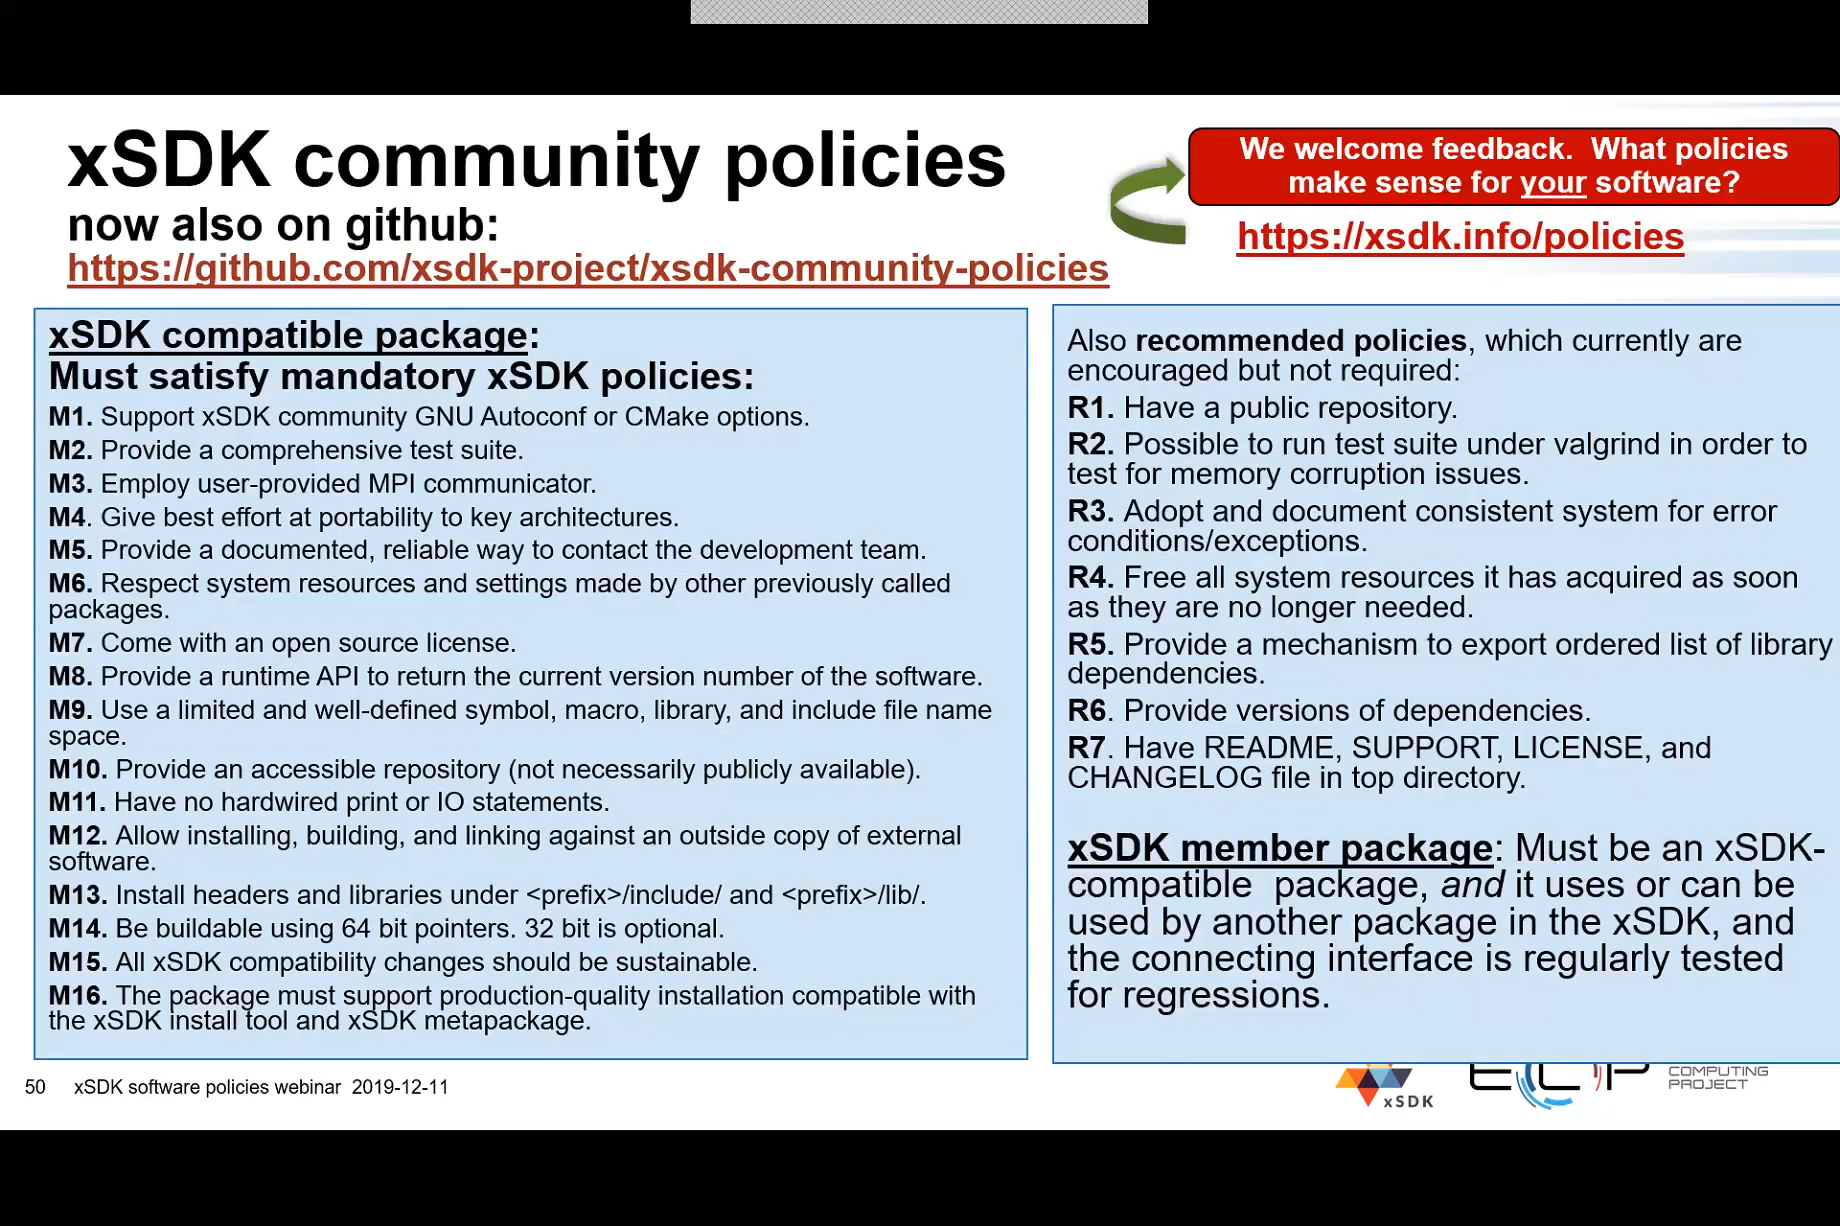 xSDK community policies
now also on github:
https://github.com/xsdk-project/xsdk-community-policies
We welcome feedback.  What policies
make sense for your software?
https://xsdk.info/policies
xSDK compatible package:
Must satisfy mandatory xSDK policies:
M1. Support xSDK community GNU Autoconf or CMake options.
M2. Provide a comprehensive test suite.
M3. Employ user-provided MPI communicator.
M4. Give best effort at portability to key architectures.
M5. Provide a documented, reliable way to contact the development team.
M6. Respect system resources and settings made by other previously called
packages.
M7. Come with an open source license.
M8. Provide a runtime API to return the current version number of the software.
M9. Use a limited and well-defined symbol, macro, library, and include file name
space.
M10. Provide an accessible repository (not necessarily publicly available).
M11. Have no hardwired print or IO statements.
M12. Allow installing, building, and linking against an outside copy of external
software.
M13. Install headers and libraries under <prefix>/include/ and <prefix>/lib/.
M14. Be buildable using 64 bit pointers. 32 bit is optional.
M15. All xSDK compatibility changes should be sustainable.
M16. The package must support production-quality installation compatible with
the xSDK install tool and xSDK metapackage.
Also recommended policies, which currently are
encouraged but not required:
R1. Have a public repository.
R2. Possible to run test suite under valgrind in order to
test for memory corruption issues.
R3. Adopt and document consistent system for error
conditions/exceptions.
R4. Free all system resources it has acquired as soon
as they are no longer needed.
R5. Provide a mechanism to export ordered list of library
dependencies.
R6. Provide versions of dependencies.
R7. Have README, SUPPORT, LICENSE, and
CHANGELOG file in top directory.
xSDK member package: Must be an xSDK-
compatible  package, and it uses or can be
used by another package in the xSDK, and
the connecting interface is regularly tested
for regressions.
50 xSDK software policies webinar  2019-12-11
xSDK
ECP
COMPUTING
PROJECT